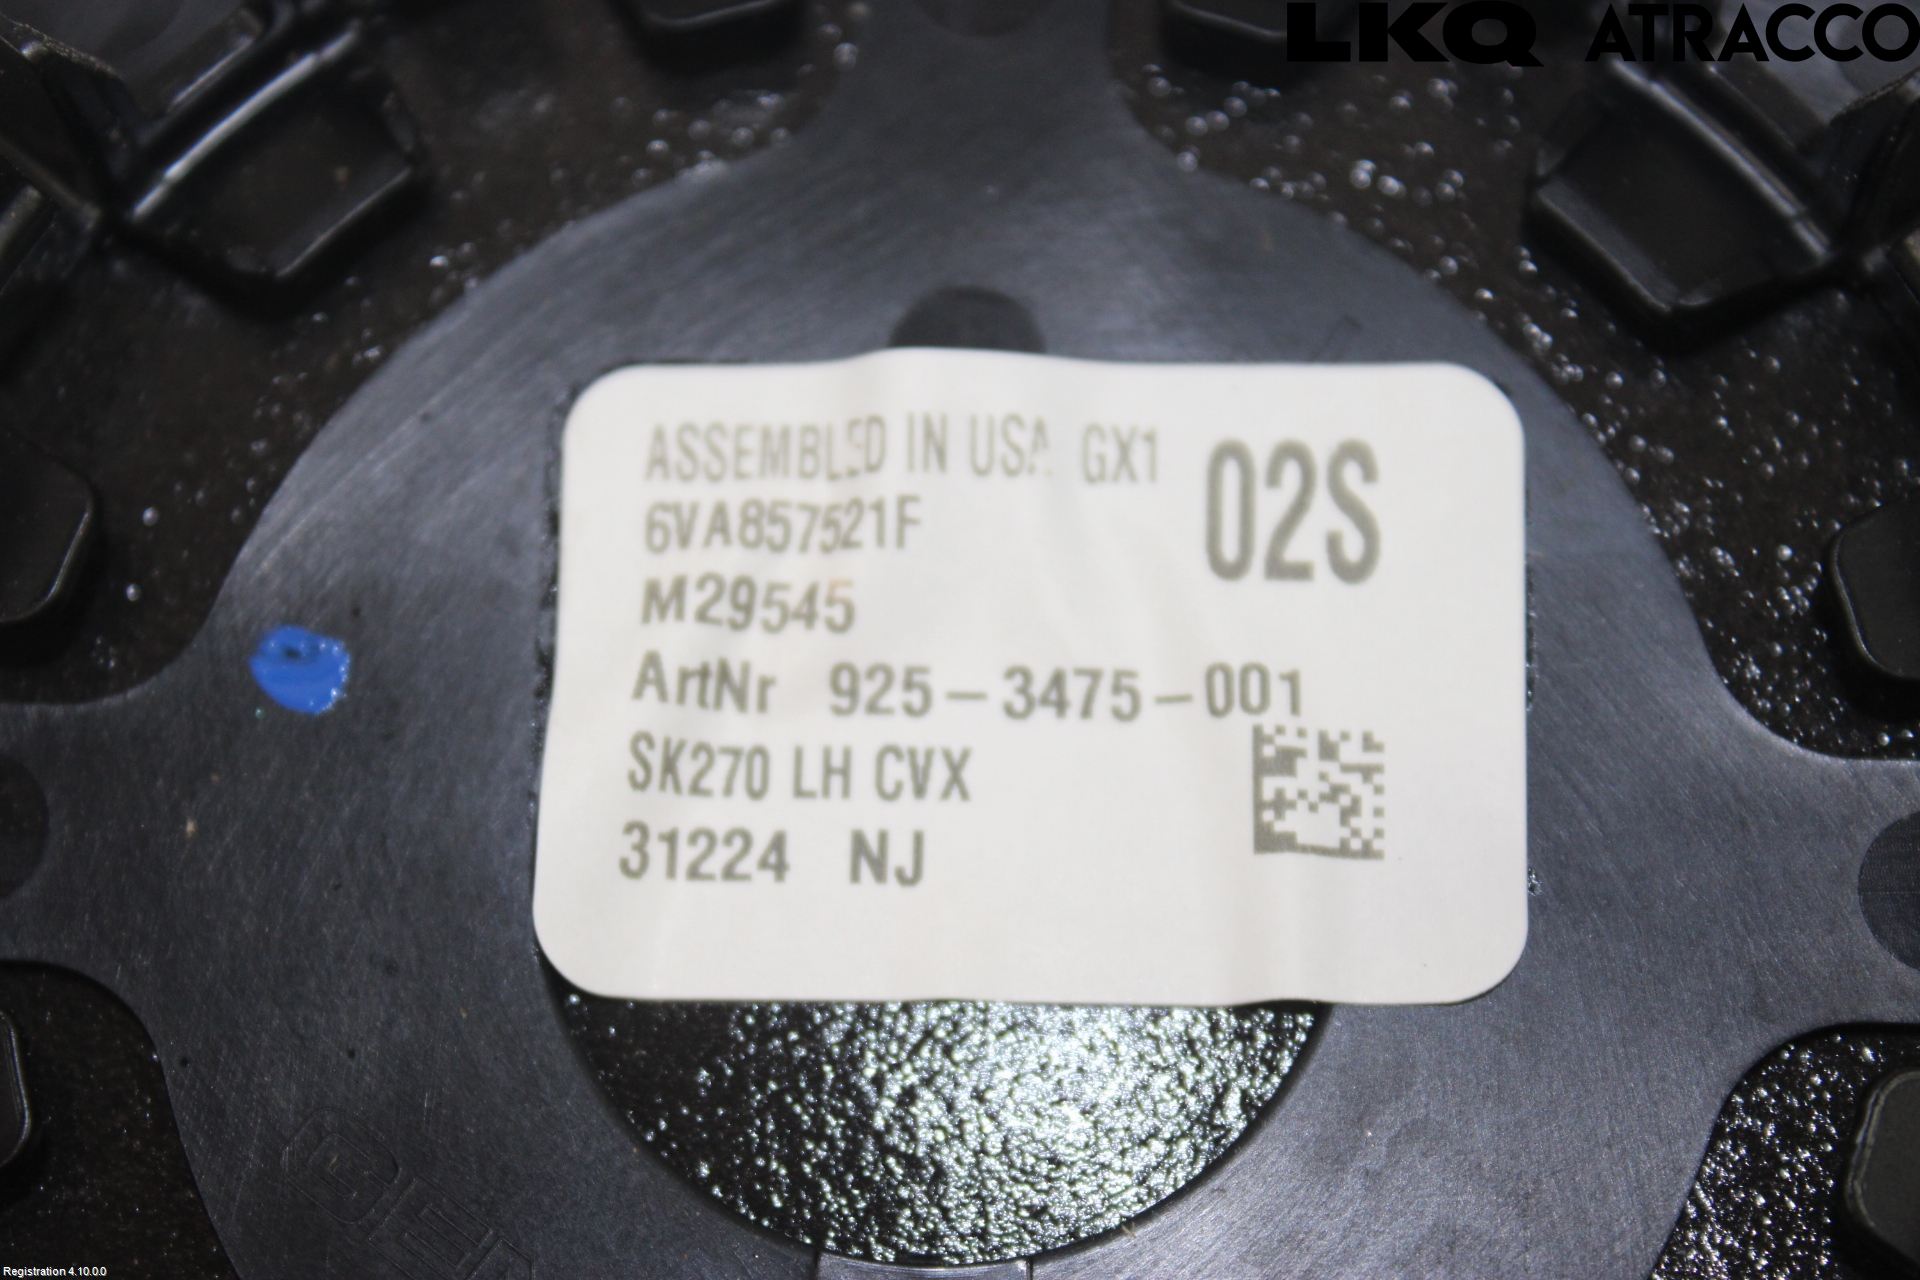 LKQ ATRACCO
ASSEMBLED IN USA GX1
02S
6VA857521F
M29545
ArtNr 925-3475-001
SK270 LH CVX
31224 NJ
Registration 4.10.0.0